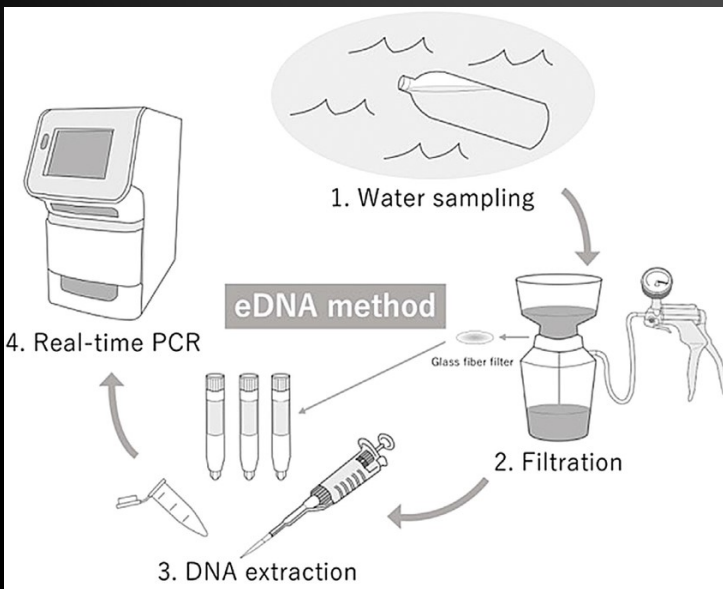 1. Water sampling
eDNA method
Glass fiber filter
4. Real-time PCR
2. Filtration
3. DNA extraction